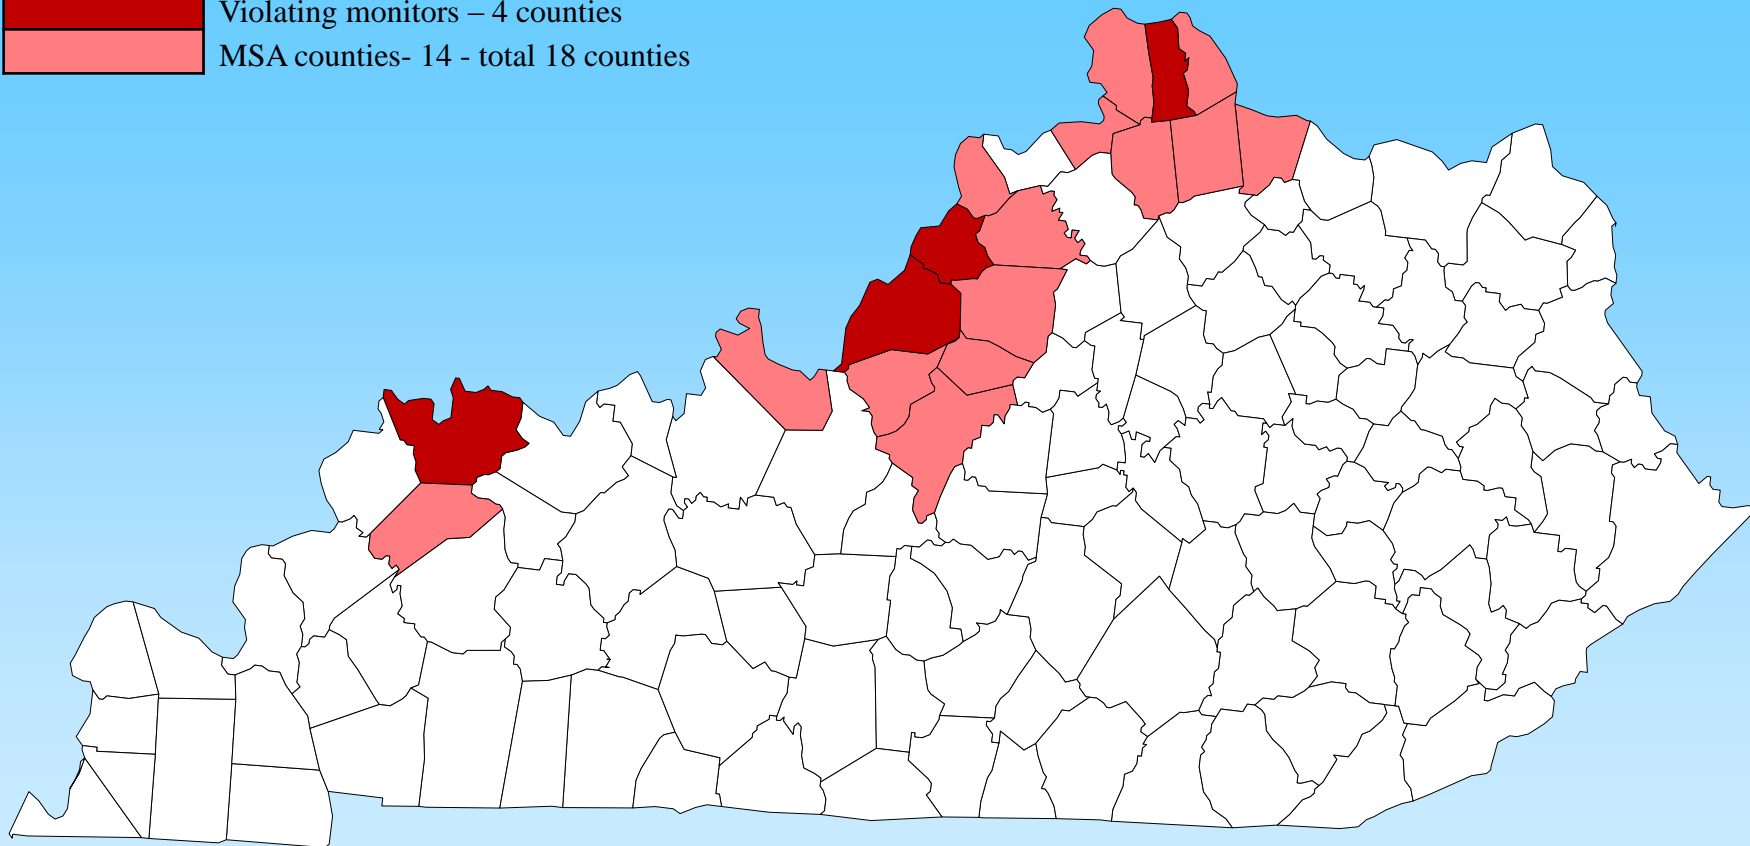 Violating monitors – 4 counties
MSA counties- 14 - total 18 counties